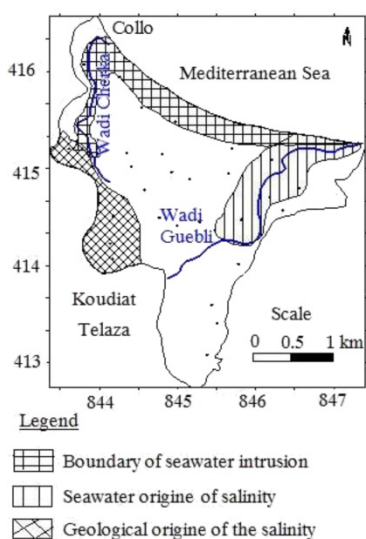 Collo
N
416
Mediterranean Sea
Wadi Cherka
415
Wadi
Guebli
414
Koudiat
Telaza
Scale
0 0.5 1 km
413
844 845 846 847
Legend
Boundary of seawater intrusion
Seawater origine of salinity
Geological origine of the salinity